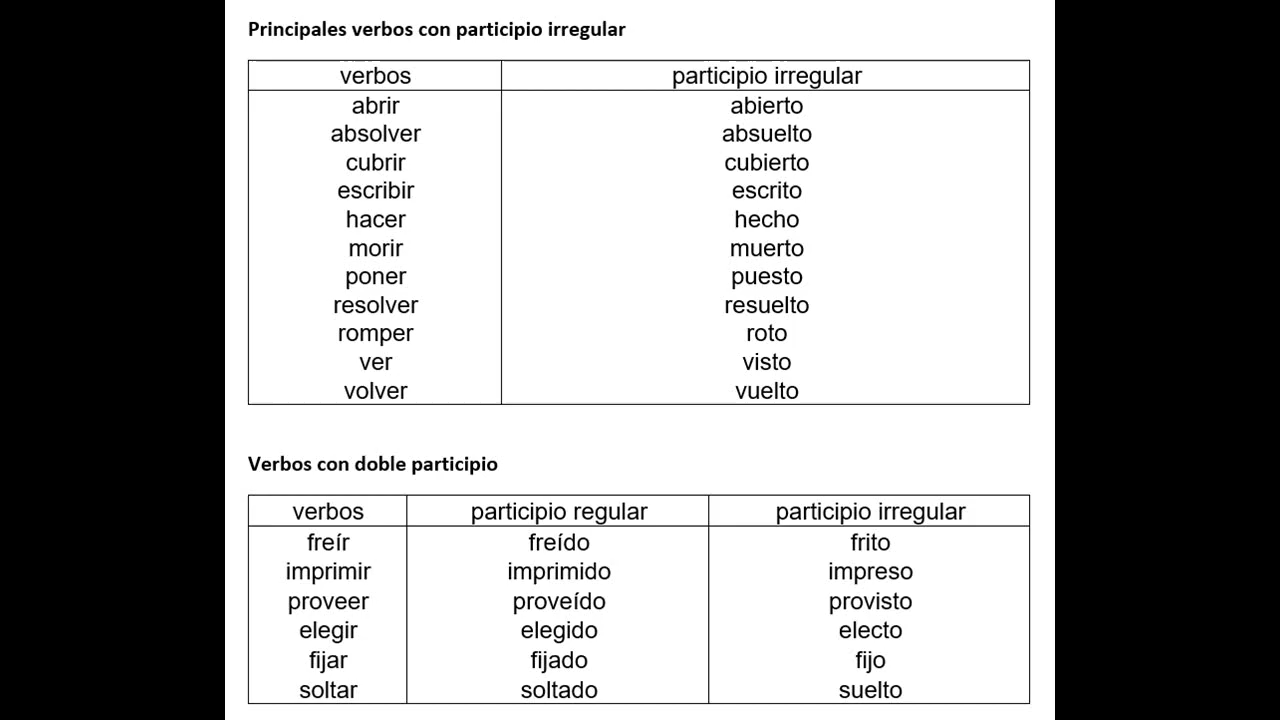 Principales verbos con participio irregular
verbos participio irregular
abrir abierto
absolver absuelto
cubrir cubierto
escribir escrito
hacer hecho
morir muerto
poner puesto
resolver resuelto
romper roto
ver visto
volver vuelto
Verbos con doble participio
verbos participio regular participio irregular
freír freído frito
imprimir imprimido impreso
proveer proveído provisto
elegir elegido electo
fijar fijado fijo
soltar soltado suelto